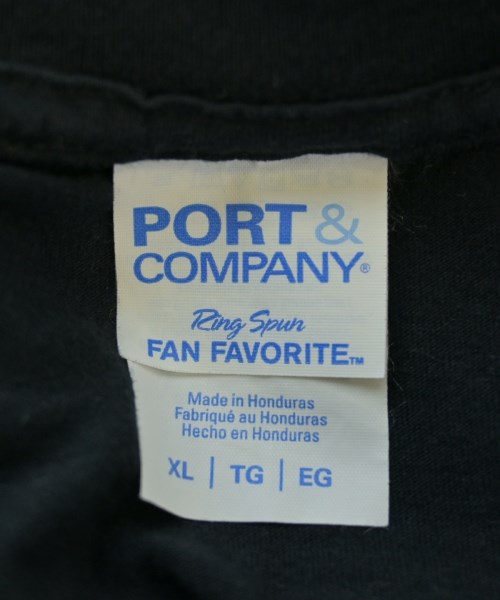 PORT &
COMPANY®
Ring Spun
FAN FAVORITE™
Made in Honduras
Fabriqué au Honduras
Hecho en Honduras
XL | TG | EG